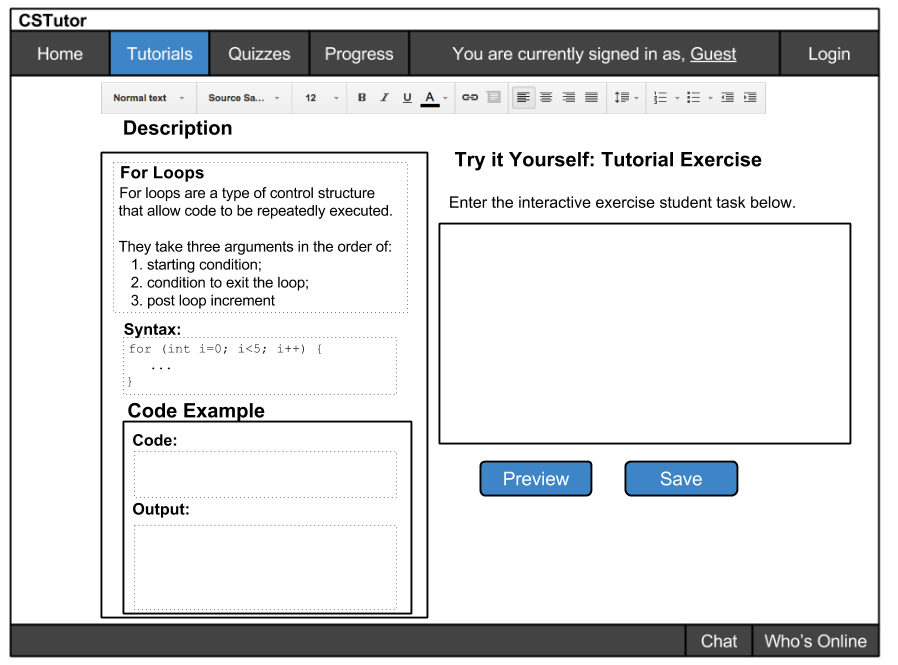 CSTutor
Home Tutorials Quizzes Progress You are currently signed in as, Guest Login
Normal text Source Sa... 12 B I U A
Description
For Loops
For loops are a type of control structure
that allow code to be repeatedly executed.
They take three arguments in the order of:
1. starting condition;
2. condition to exit the loop;
3. post loop increment
Syntax:
for (int i=0; i<5; i++) {
...
}
Code Example
Code:
Output:
Try it Yourself: Tutorial Exercise
Enter the interactive exercise student task below.
Preview Save
Chat Who's Online